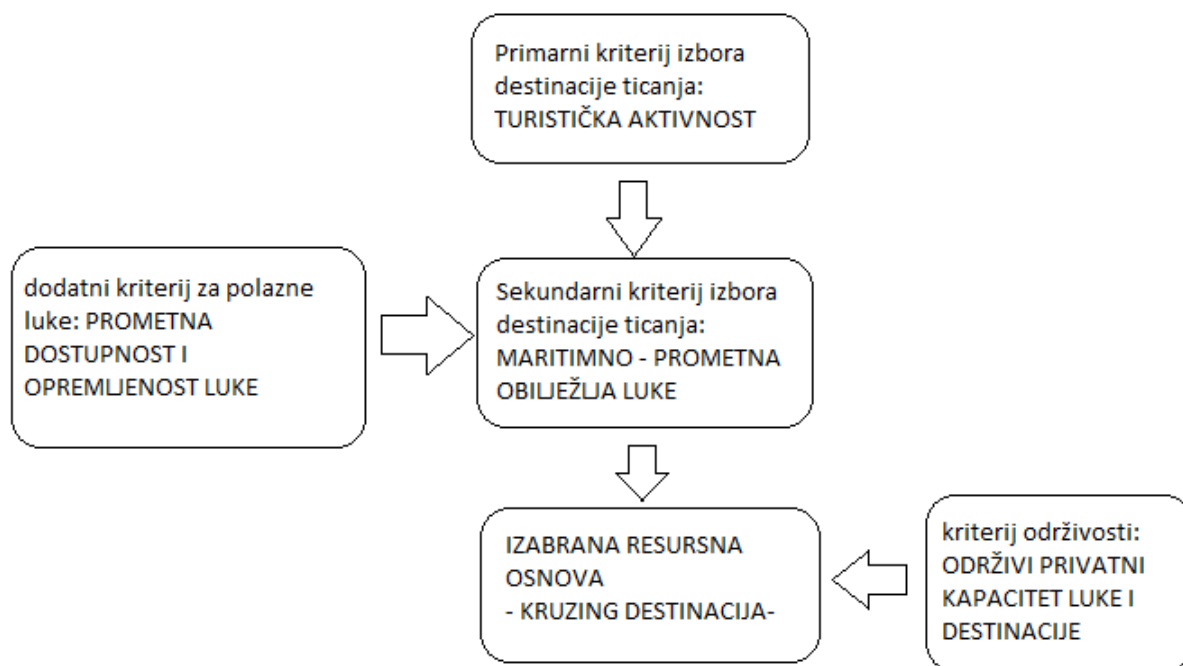 Primarni kriterij izbora
destinacije ticanja:
TURISTIČKA AKTIVNOST
dodatni kriterij za polazne
luke: PROMETNA
DOSTUPNOST I
OPREMLJENOST LUKE
Sekundarni kriterij izbora
destinacije ticanja:
MARITIMNO - PROMETNA
OBILJEŽLJA LUKE
IZABRANA RESURSNA
OSNOVA
- KRUZING DESTINACIJA-
kriterij održivosti:
ODRŽIVI PRIVATNI
KAPACITET LUKE I
DESTINACIJE